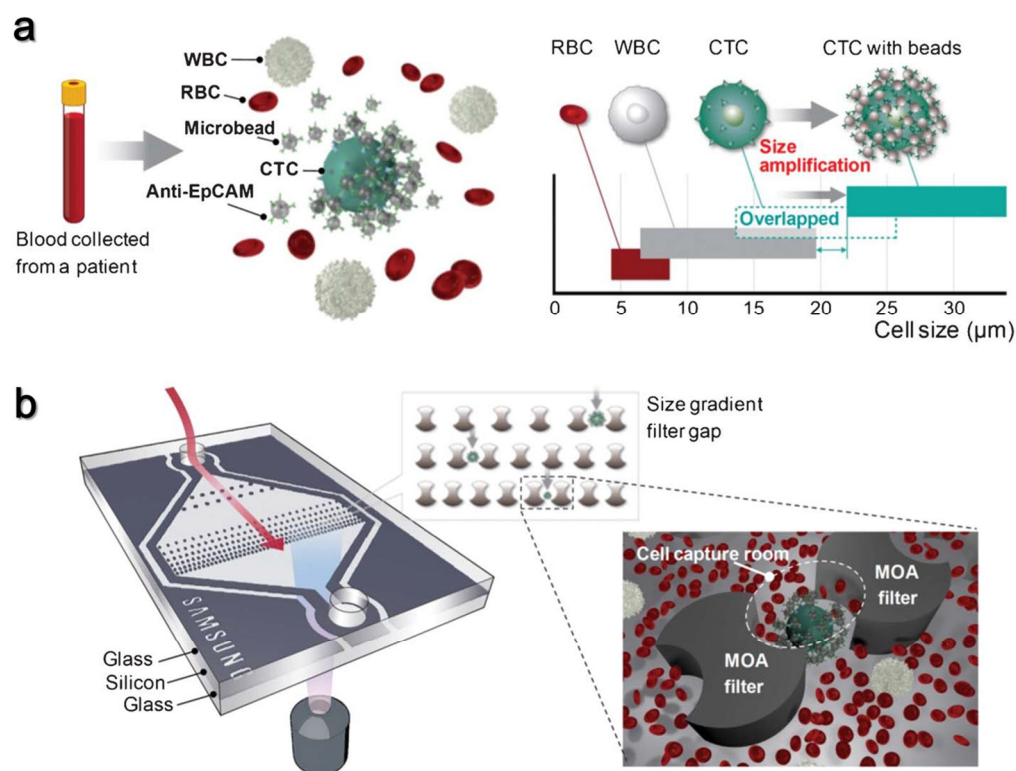 a
WBC
RBC
Microbead
CTC
Anti-EpCAM
Blood collected
from a patient
RBC WBC CTC CTC with beads
Size
amplification
Overlapped
0 5 10 15 20 25 30
Cell size (µm)
b
Size gradient
filter gap
SAMSUNG
Glass
Silicon
Glass
Cell capture room
MOA
filter
MOA
filter